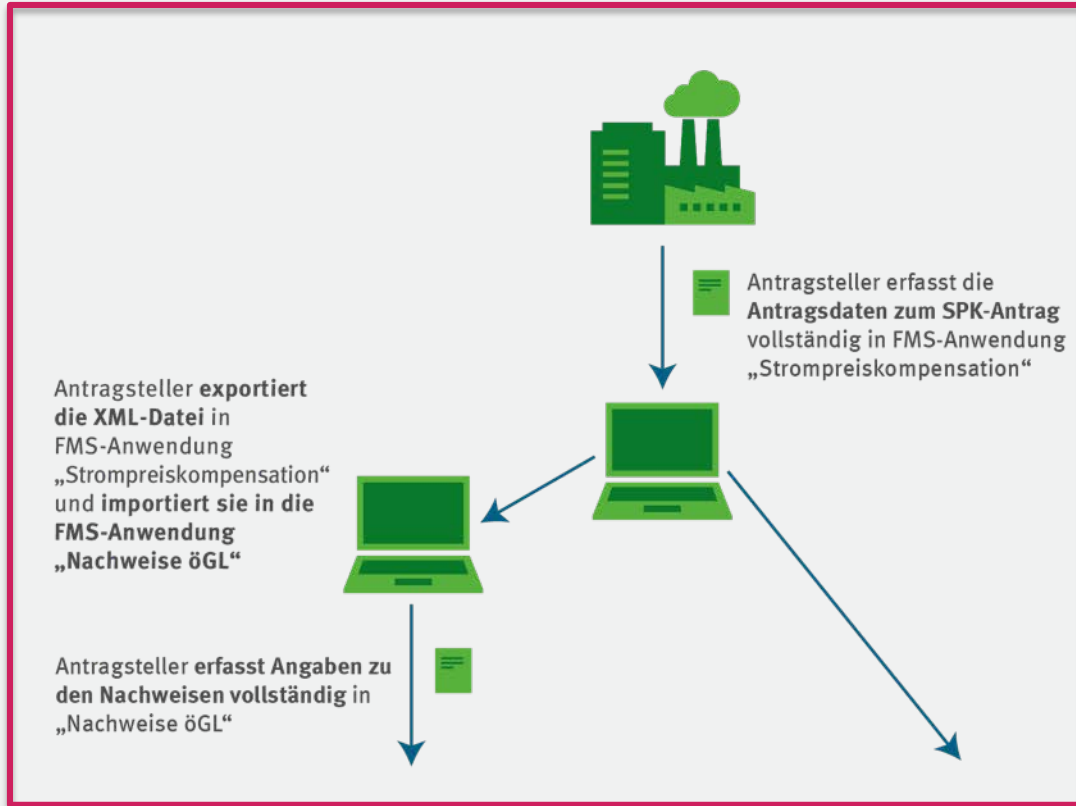 Antragsteller erfasst die
Antragsdaten zum SPK-Antrag
vollständig in FMS-Anwendung
„Strompreiskompensation“
Antragsteller exportiert
die XML-Datei in
FMS-Anwendung
„Strompreiskompensation“
und importiert sie in die
FMS-Anwendung
„Nachweise öGL“
Antragsteller erfasst Angaben zu
den Nachweisen vollständig in
„Nachweise öGL“